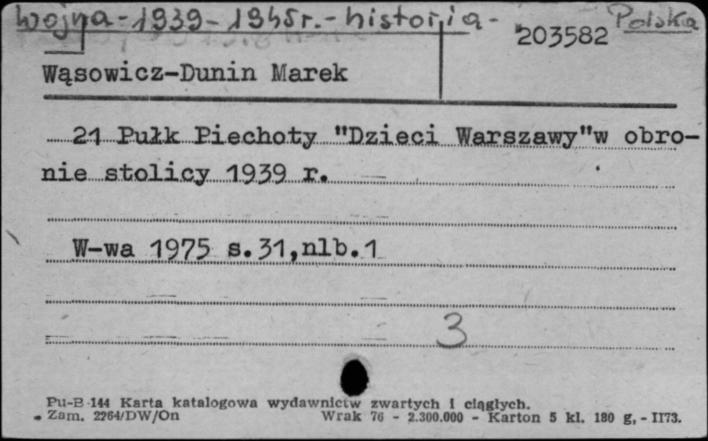 Wojna - 1939 - 1945 r. - historia - Polska
203582
Wąsowicz-Dunin Marek
21 Pułk Piechoty "Dzieci Warszawy"w obro-
nie stolicy 1939 r.
W-wa 1975 s.31,nlb.1
3
Pu-B-144 Karta katalogowa wydawnictw zwartych i ciągłych.
Zam. 2264/DW/On Wrak 76 - 2.300.000 - Karton 5 kl. 180 g, - II73.